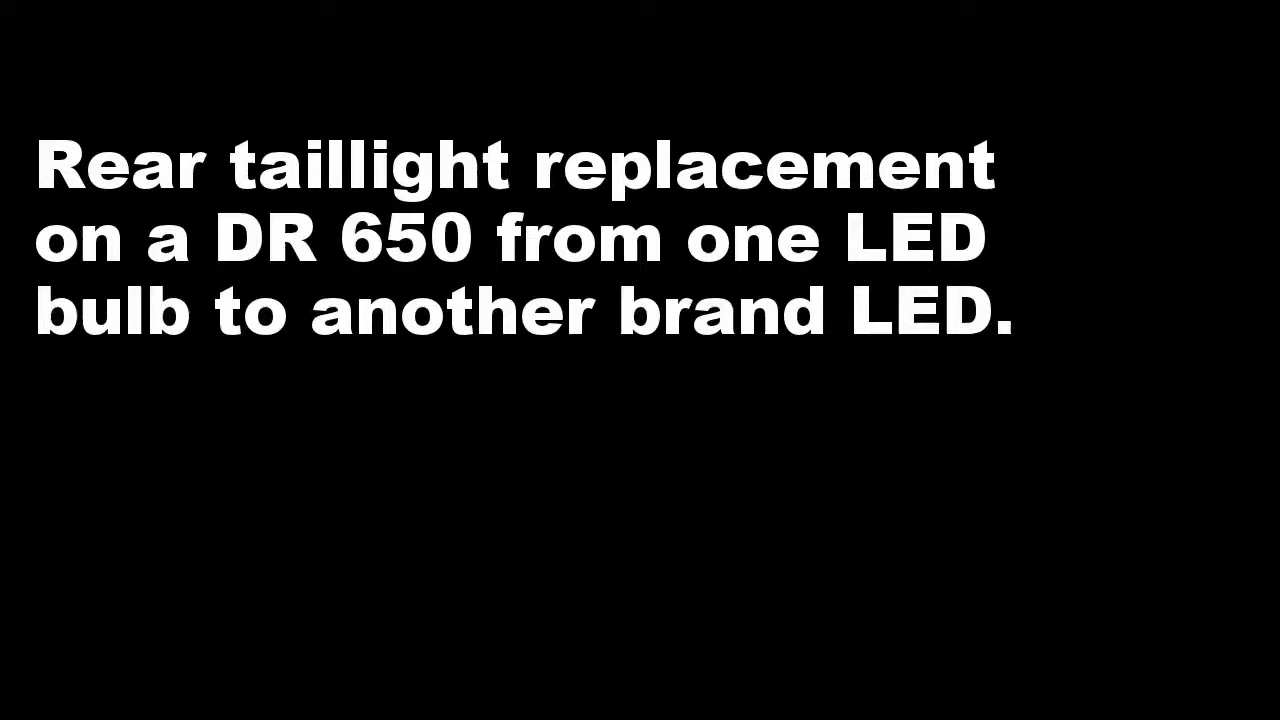 Rear taillight replacement
on a DR 650 from one LED
bulb to another brand LED.